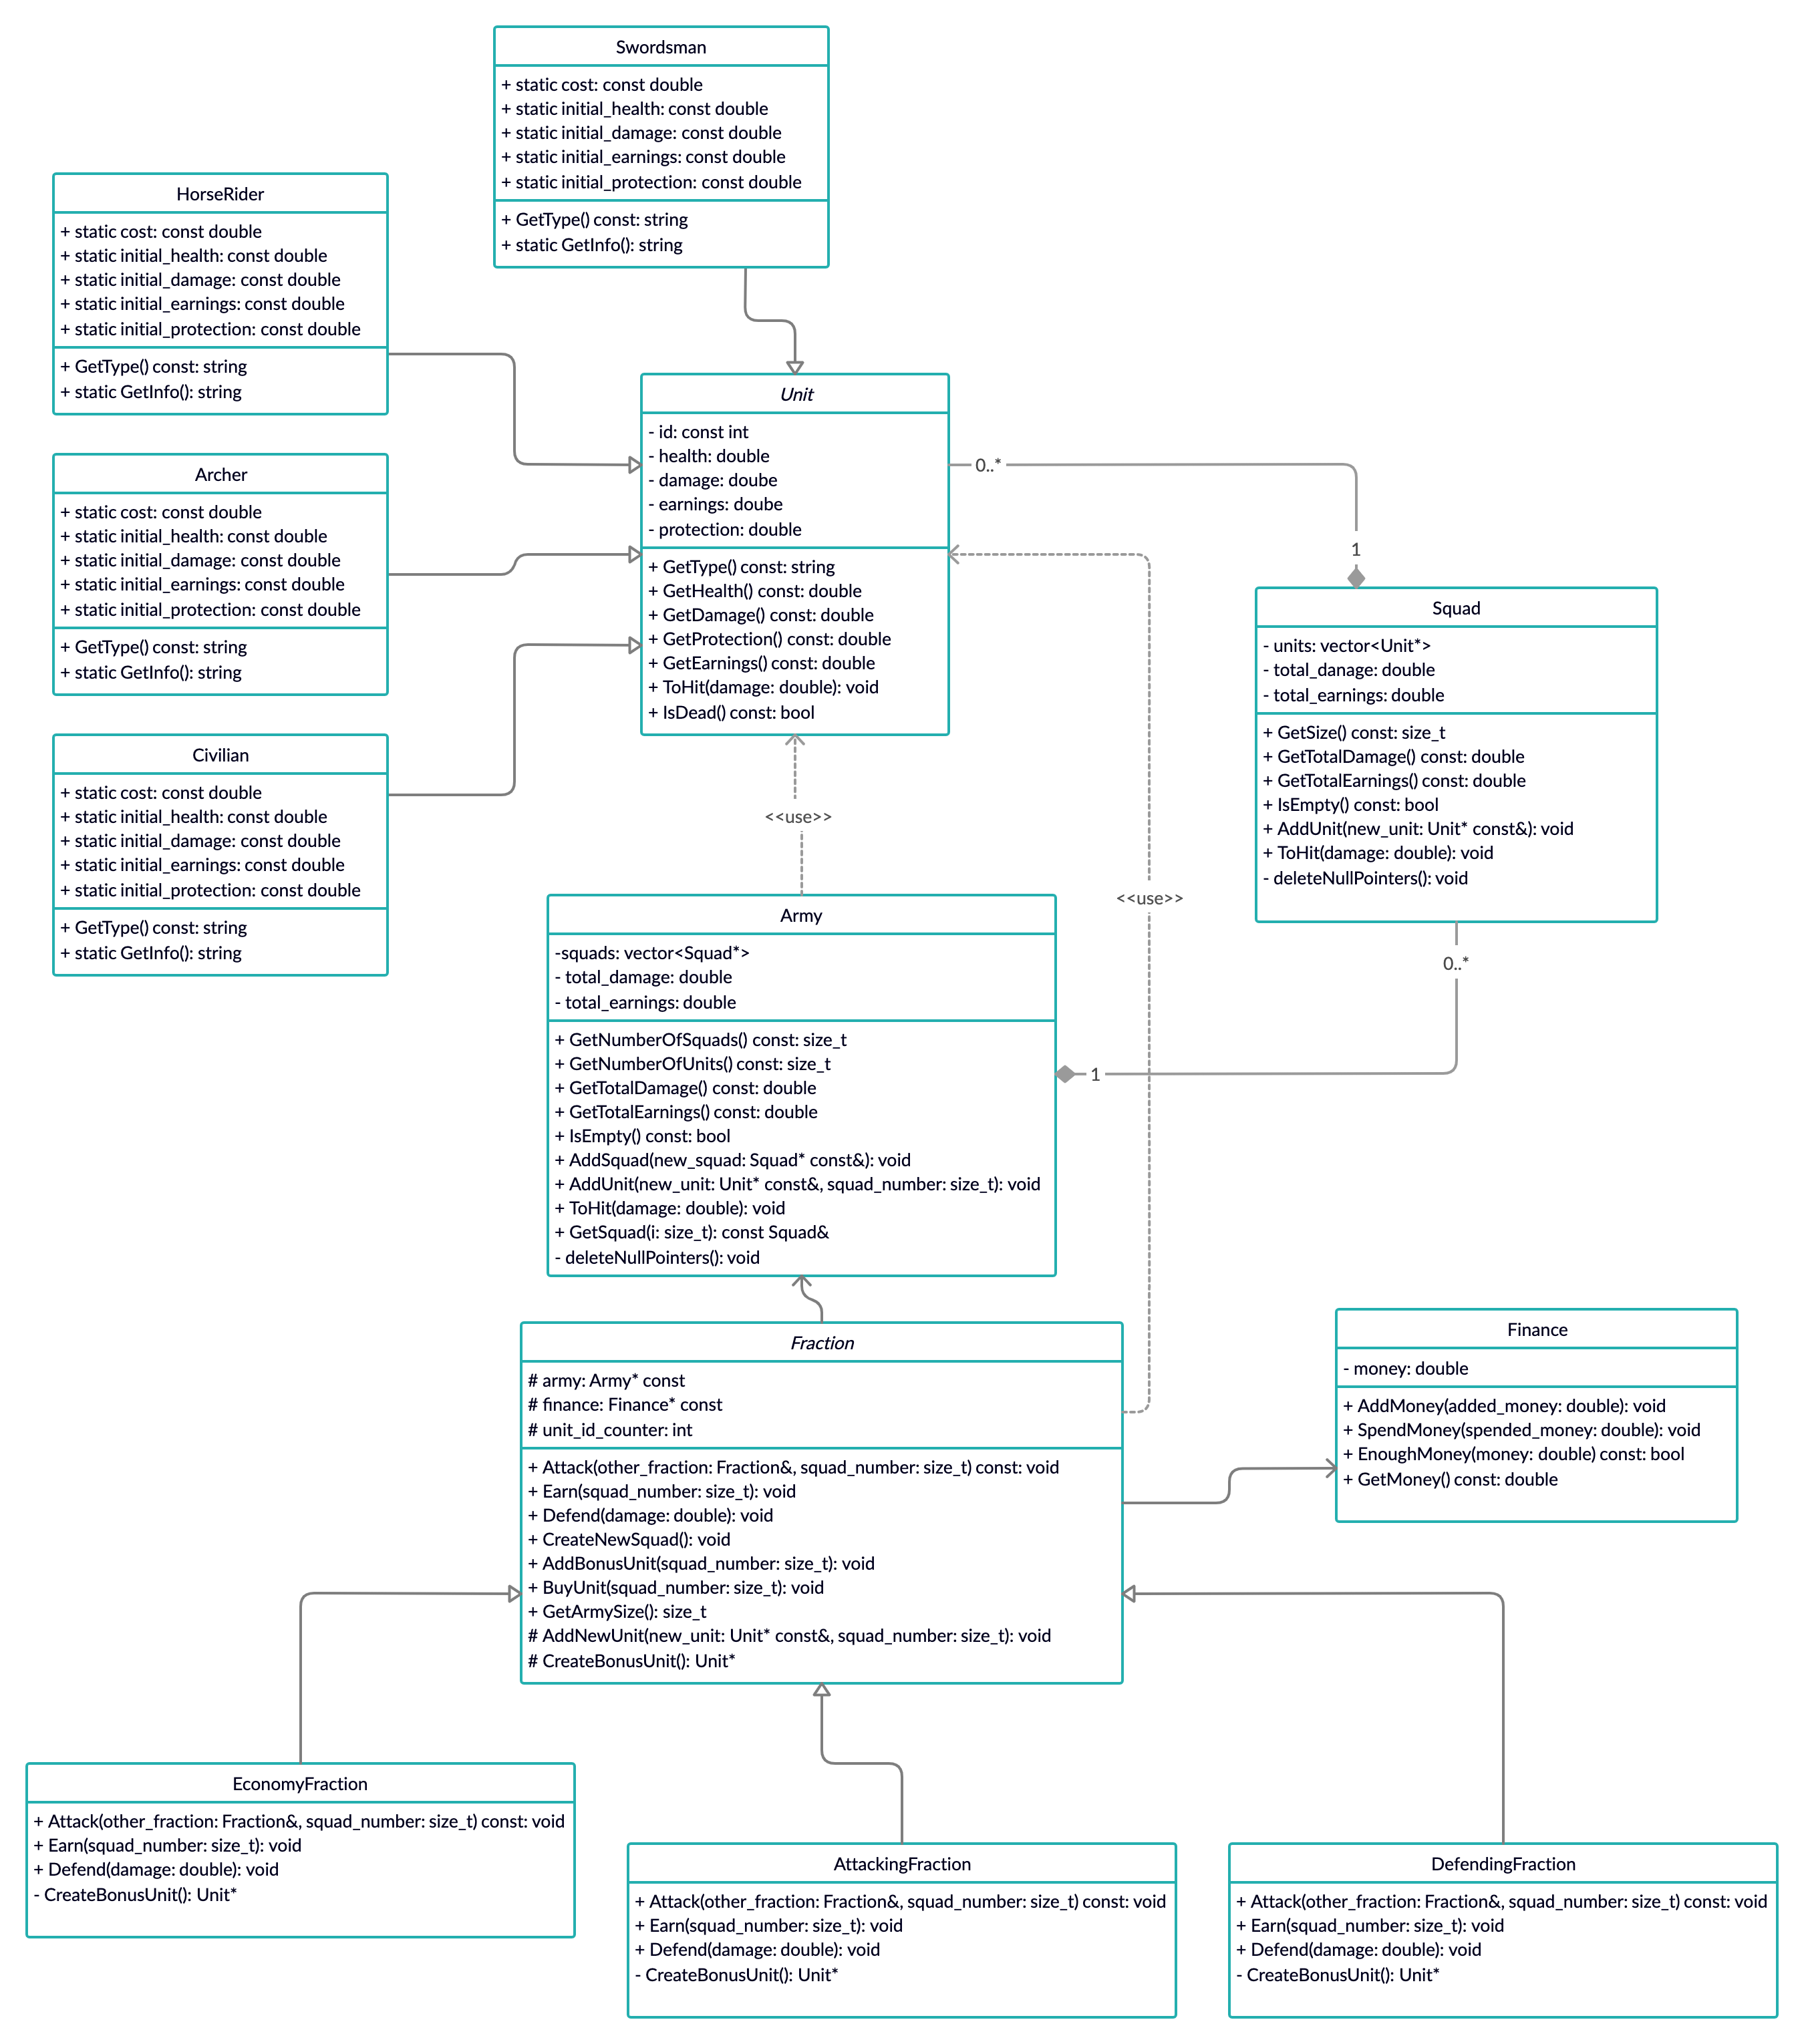 Swordsman
+ static cost: const double
+ static initial_health: const double
+ static initial_damage: const double
+ static initial_earnings: const double
+ static initial_protection: const double
+ GetType() const: string
+ static GetInfo(): string
HorseRider
+ static cost: const double
+ static initial_health: const double
+ static initial_damage: const double
+ static initial_earnings: const double
+ static initial_protection: const double
+ GetType() const: string
+ static GetInfo(): string
Archer
+ static cost: const double
+ static initial_health: const double
+ static initial_damage: const double
+ static initial_earnings: const double
+ static initial_protection: const double
+ GetType() const: string
+ static GetInfo(): string
Civilian
+ static cost: const double
+ static initial_health: const double
+ static initial_damage: const double
+ static initial_earnings: const double
+ static initial_protection: const double
+ GetType() const: string
+ static GetInfo(): string
Unit
- id: const int
- health: double
- damage: doube
- earnings: doube
- protection: double
+ GetType() const: string
+ GetHealth() const: double
+ GetDamage() const: double
+ GetProtection() const: double
+ GetEarnings() const: double
+ ToHit(damage: double): void
+ IsDead() const: bool
0..*
1
Squad
- units: vector<Unit*>
- total_danage: double
- total_earnings: double
+ GetSize() const: size_t
+ GetTotalDamage() const: double
+ GetTotalEarnings() const: double
+ IsEmpty() const: bool
+ AddUnit(new_unit: Unit* const&): void
+ ToHit(damage: double): void
- deleteNullPointers(): void
<<use>>
<<use>>
0..*
1
Army
-squads: vector<Squad*>
- total_damage: double
- total_earnings: double
+ GetNumberOfSquads() const: size_t
+ GetNumberOfUnits() const: size_t
+ GetTotalDamage() const: double
+ GetTotalEarnings() const: double
+ IsEmpty() const: bool
+ AddSquad(new_squad: Squad* const&): void
+ AddUnit(new_unit: Unit* const&, squad_number: size_t): void
+ ToHit(damage: double): void
+ GetSquad(i: size_t): const Squad&
- deleteNullPointers(): void
Fraction
# army: Army* const
# finance: Finance* const
# unit_id_counter: int
+ Attack(other_fraction: Fraction&, squad_number: size_t) const: void
+ Earn(squad_number: size_t): void
+ Defend(damage: double): void
+ CreateNewSquad(): void
+ AddBonusUnit(squad_number: size_t): void
+ BuyUnit(squad_number: size_t): void
+ GetArmySize(): size_t
# AddNewUnit(new_unit: Unit* const&, squad_number: size_t): void
# CreateBonusUnit(): Unit*
Finance
- money: double
+ AddMoney(added_money: double): void
+ SpendMoney(spended_money: double): void
+ EnoughMoney(money: double) const: bool
+ GetMoney() const: double
EconomyFraction
+ Attack(other_fraction: Fraction&, squad_number: size_t) const: void
+ Earn(squad_number: size_t): void
+ Defend(damage: double): void
- CreateBonusUnit(): Unit*
AttackingFraction
+ Attack(other_fraction: Fraction&, squad_number: size_t) const: void
+ Earn(squad_number: size_t): void
+ Defend(damage: double): void
- CreateBonusUnit(): Unit*
DefendingFraction
+ Attack(other_fraction: Fraction&, squad_number: size_t) const: void
+ Earn(squad_number: size_t): void
+ Defend(damage: double): void
- CreateBonusUnit(): Unit*